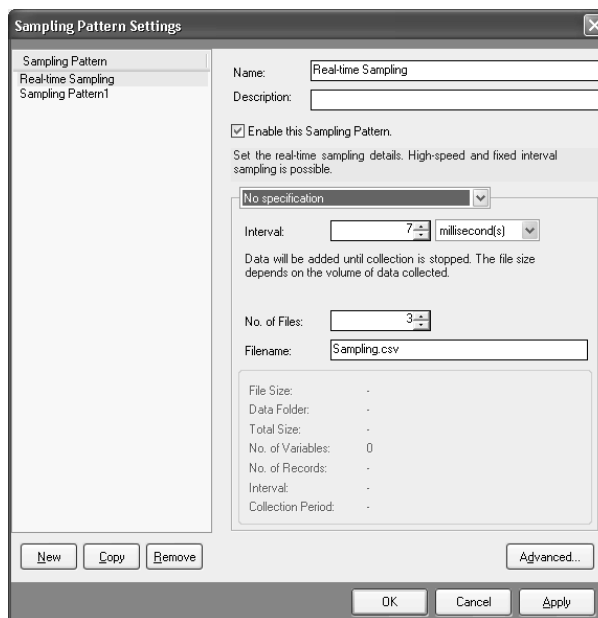 Sampling Pattern Settings
Sampling Pattern
Real-time Sampling
Sampling Pattern1
Name: Real-time Sampling
Description:
Enable this Sampling Pattern.
Set the real-time sampling details. High-speed and fixed interval
sampling is possible.
No specification
Interval: 7 millisecond(s)
Data will be added until collection is stopped. The file size
depends on the volume of data collected.
No. of Files: 3
Filename: Sampling.csv
File Size: -
Data Folder: -
Total Size: -
No. of Variables: 0
No. of Records: -
Interval: -
Collection Period: -
New Copy Remove Advanced...
OK Cancel Apply